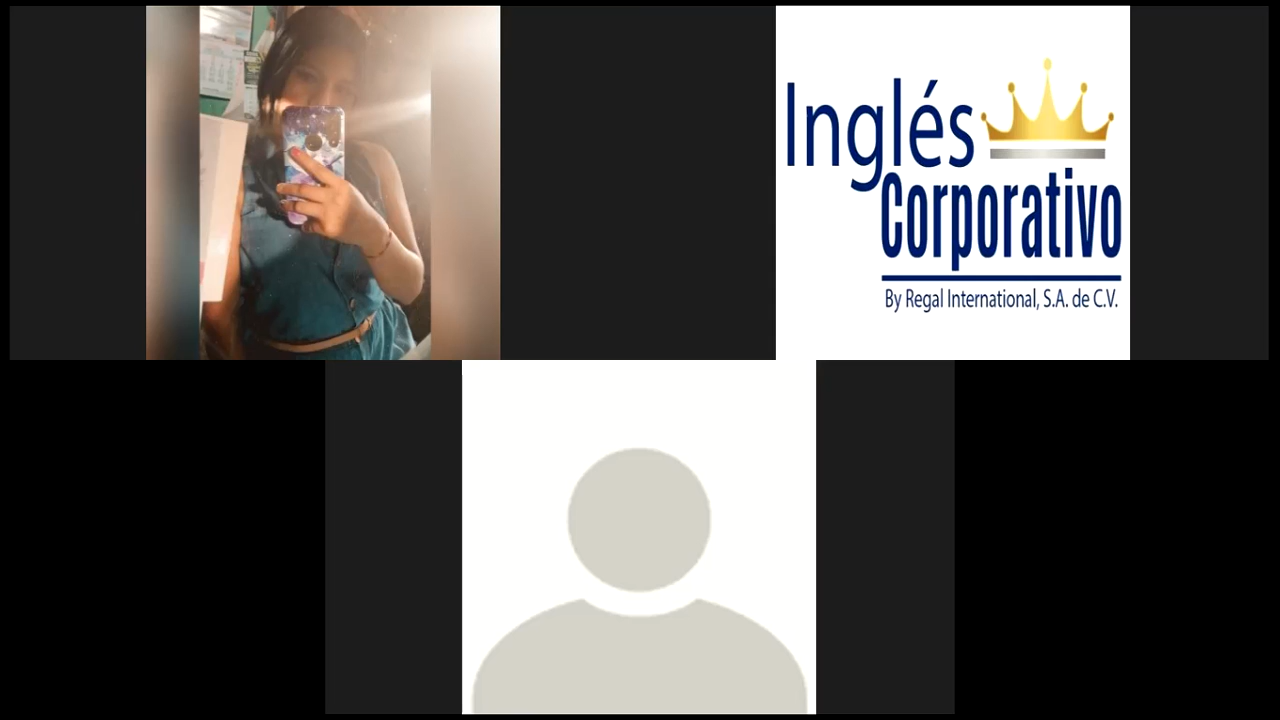 Inglés
Corporativo
By Regal International, S.A. de C.V.